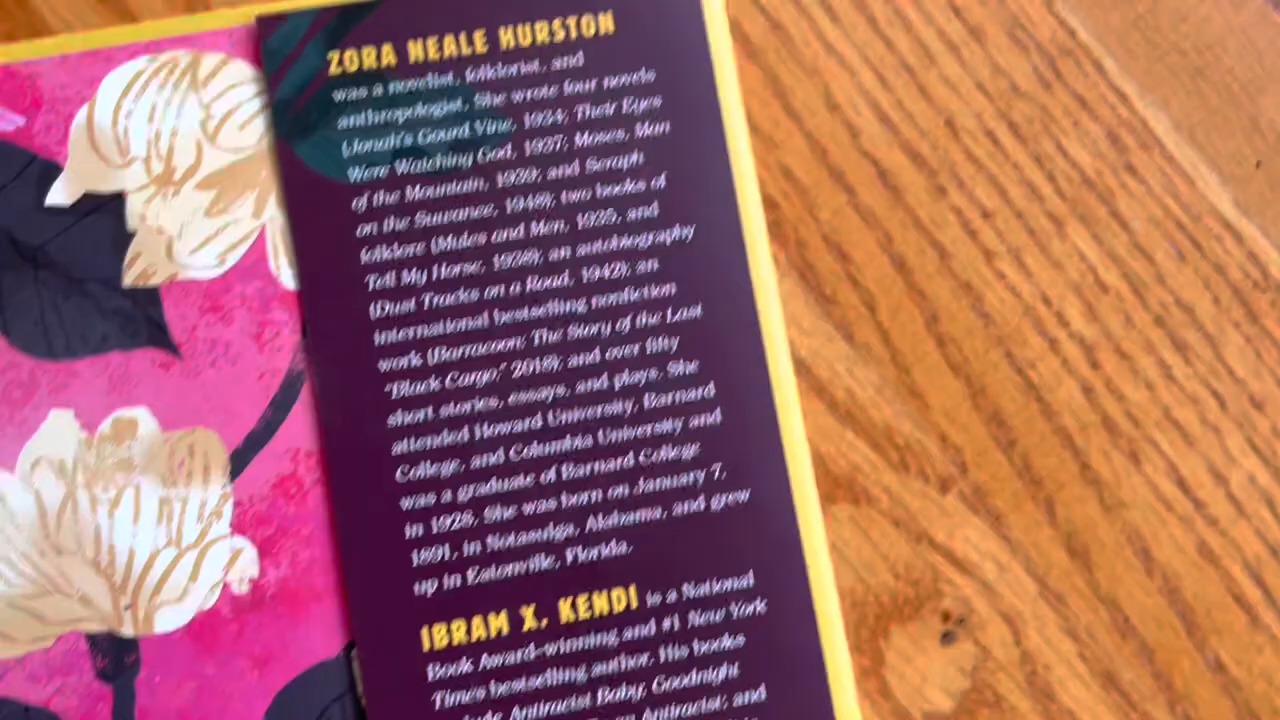 ZORA NEALE HURSTON
was a novelist, folklorist, and
anthropologist. She wrote four novels
(Jonah's Gourd Vine, 1934; Their Eyes
Were Watching God, 1937; Moses, Man
of the Mountain, 1939; and Seraph
on the Suwanee, 1948); two books of
folklore (Mules and Men, 1935, and
Tell My Horse, 1938); an autobiography
(Dust Tracks on a Road, 1942); an
international bestselling nonfiction
work (Barracoon: The Story of the Last
"Black Cargo," 2018); and over fifty
short stories, essays, and plays. She
attended Howard University, Barnard
College, and Columbia University and
was a graduate of Barnard College
in 1928. She was born on January 7,
1891, in Notasulga, Alabama, and grew
up in Eatonville, Florida.
IBRAM X. KENDI is a National
Book Award-winning and #1 New York
Times bestselling author. His books
Antiracist Baby; Goodnight
Antiracist; and